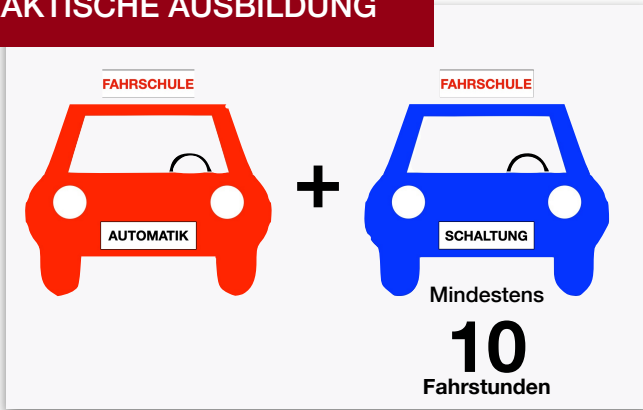 AKTISCHE AUSBILDUNG
FAHRSCHULE
FAHRSCHULE
+
AUTOMATIK
SCHALTUNG
Mindestens
10
Fahrstunden